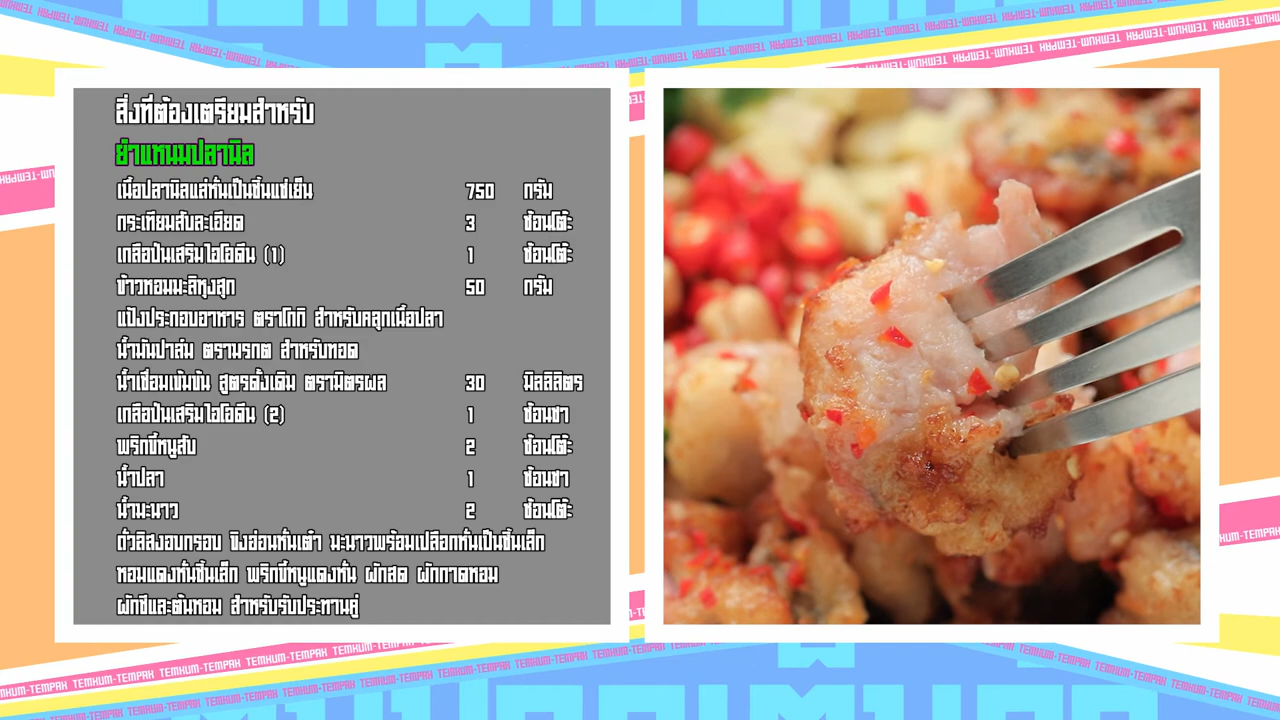 สิ่งที่ต้องเตรียมสำหรับ
ยำแหนมปลานิล
เนื้อปลานิลแล่หั่นเป็นชิ้นแช่เย็น 750 กรัม
กระเทียมสับละเอียด 3 ช้อนโต๊ะ
เกลือป่นเสริมไอโอดีน (1) 1 ช้อนโต๊ะ
ข้าวหอมมะลิหุงสุก 50 กรัม
แป้งประกอบอาหาร ตราโกกิ สำหรับคลุกเนื้อปลา
น้ำมันปาล์ม ตรามรกต สำหรับทอด
น้ำเชื่อมเข้มข้น สูตรดั้งเดิม ตรามิตรผล 30 มิลลิลิตร
เกลือป่นเสริมไอโอดีน (2) 1 ช้อนชา
พริกขี้หนูสับ 2 ช้อนโต๊ะ
น้ำปลา 1 ช้อนชา
น้ำมะนาว 2 ช้อนโต๊ะ
ถั่วลิสงอบกรอบ ขิงอ่อนหั่นเต๋า มะนาวพร้อมเปลือกหั่นเป็นชิ้นเล็ก
หอมแดงหั่นชิ้นเล็ก พริกขี้หนูแดงหั่น ผักสด ผักกาดหอม
ผักชีและต้นหอม สำหรับรับประทานคู่
TEMHUM-TEMPAK TEMHUM-TEMPAK TEMHUM-TEMPAK TEMHUM-TEMPAK